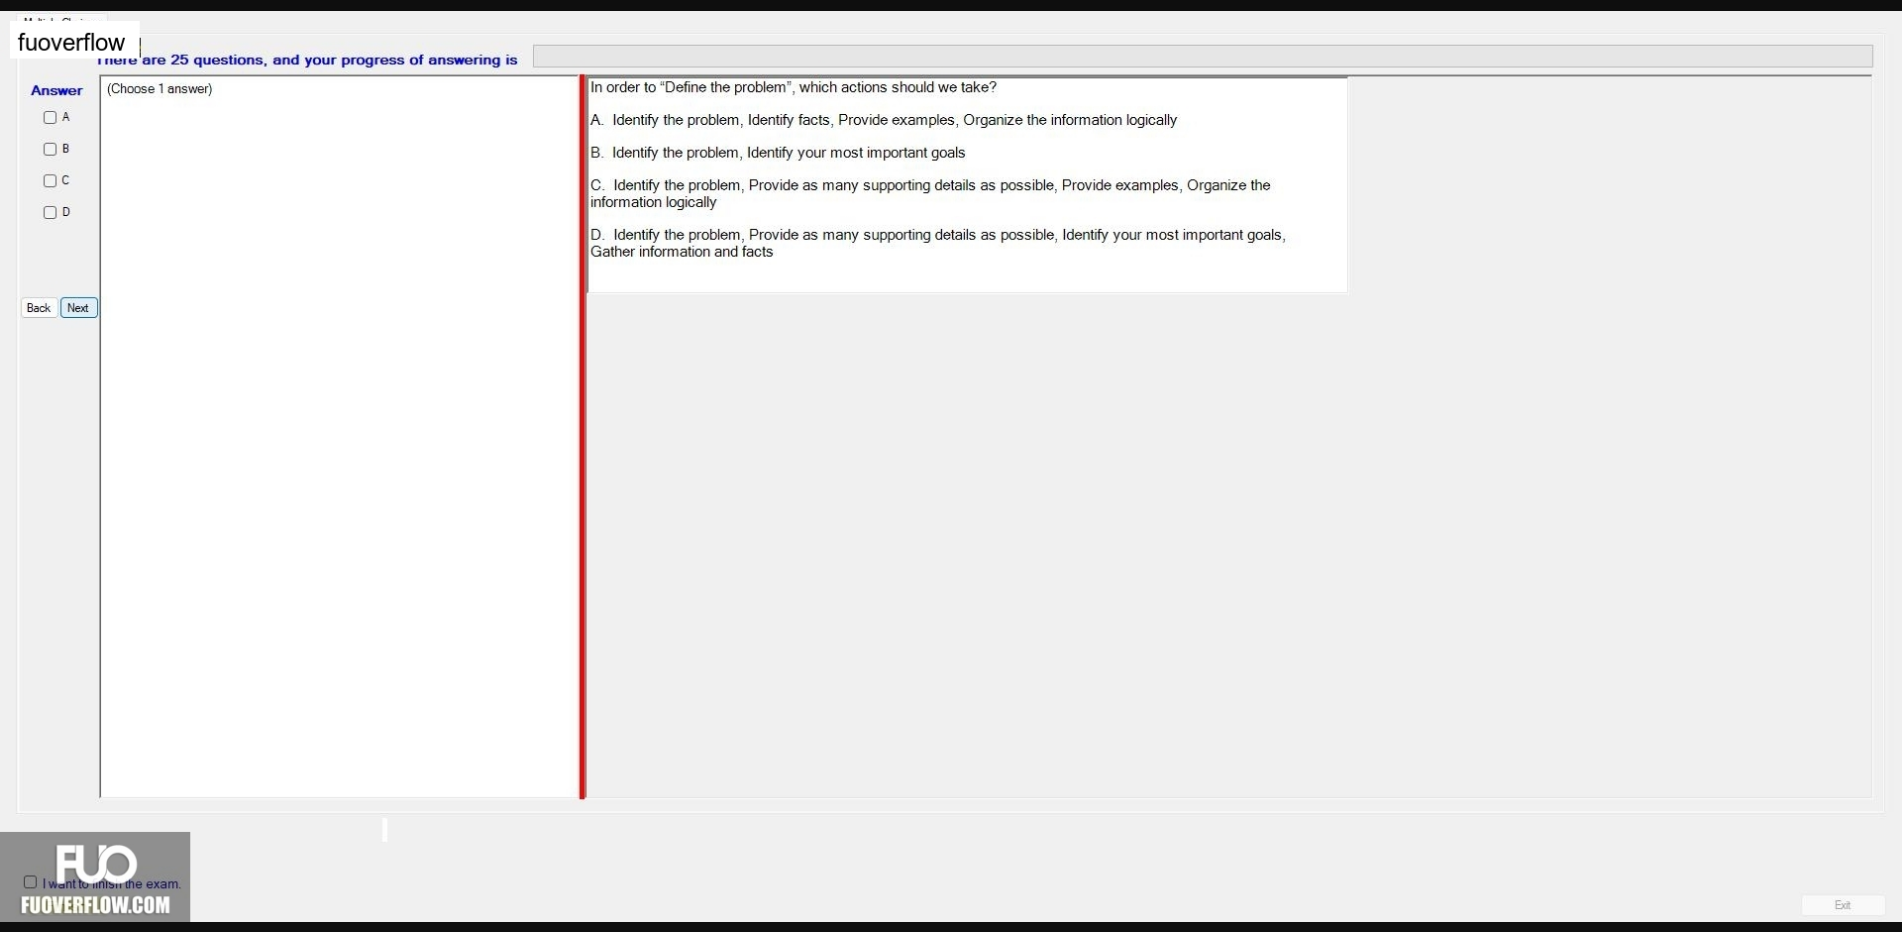 fuoverflow
There are 25 questions, and your progress of answering is
Answer
(Choose 1 answer)
A
B
C
D
Back Next
In order to “Define the problem”, which actions should we take?
A. Identify the problem, Identify facts, Provide examples, Organize the information logically
B. Identify the problem, Identify your most important goals
C. Identify the problem, Provide as many supporting details as possible, Provide examples, Organize the
information logically
D. Identify the problem, Provide as many supporting details as possible, Identify your most important goals,
Gather information and facts
FUO
I want to finish the exam.
FUOVERFLOW.COM
Exit